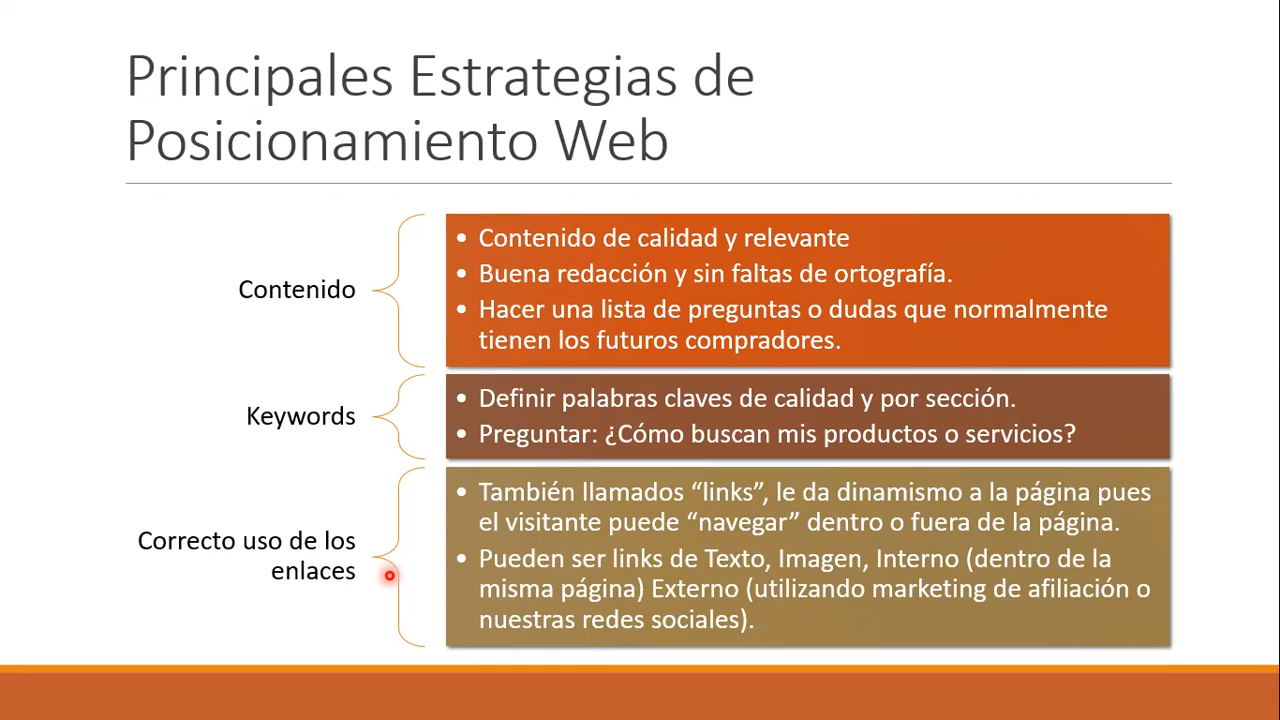 Principales Estrategias de
Posicionamiento Web
Contenido
• Contenido de calidad y relevante
• Buena redacción y sin faltas de ortografía.
• Hacer una lista de preguntas o dudas que normalmente
tienen los futuros compradores.
Keywords
• Definir palabras claves de calidad y por sección.
• Preguntar: ¿Cómo buscan mis productos o servicios?
Correcto uso de los
enlaces
• También llamados “links”, le da dinamismo a la página pues
el visitante puede “navegar” dentro o fuera de la página.
• Pueden ser links de Texto, Imagen, Interno (dentro de la
misma página) Externo (utilizando marketing de afiliación o
nuestras redes sociales).